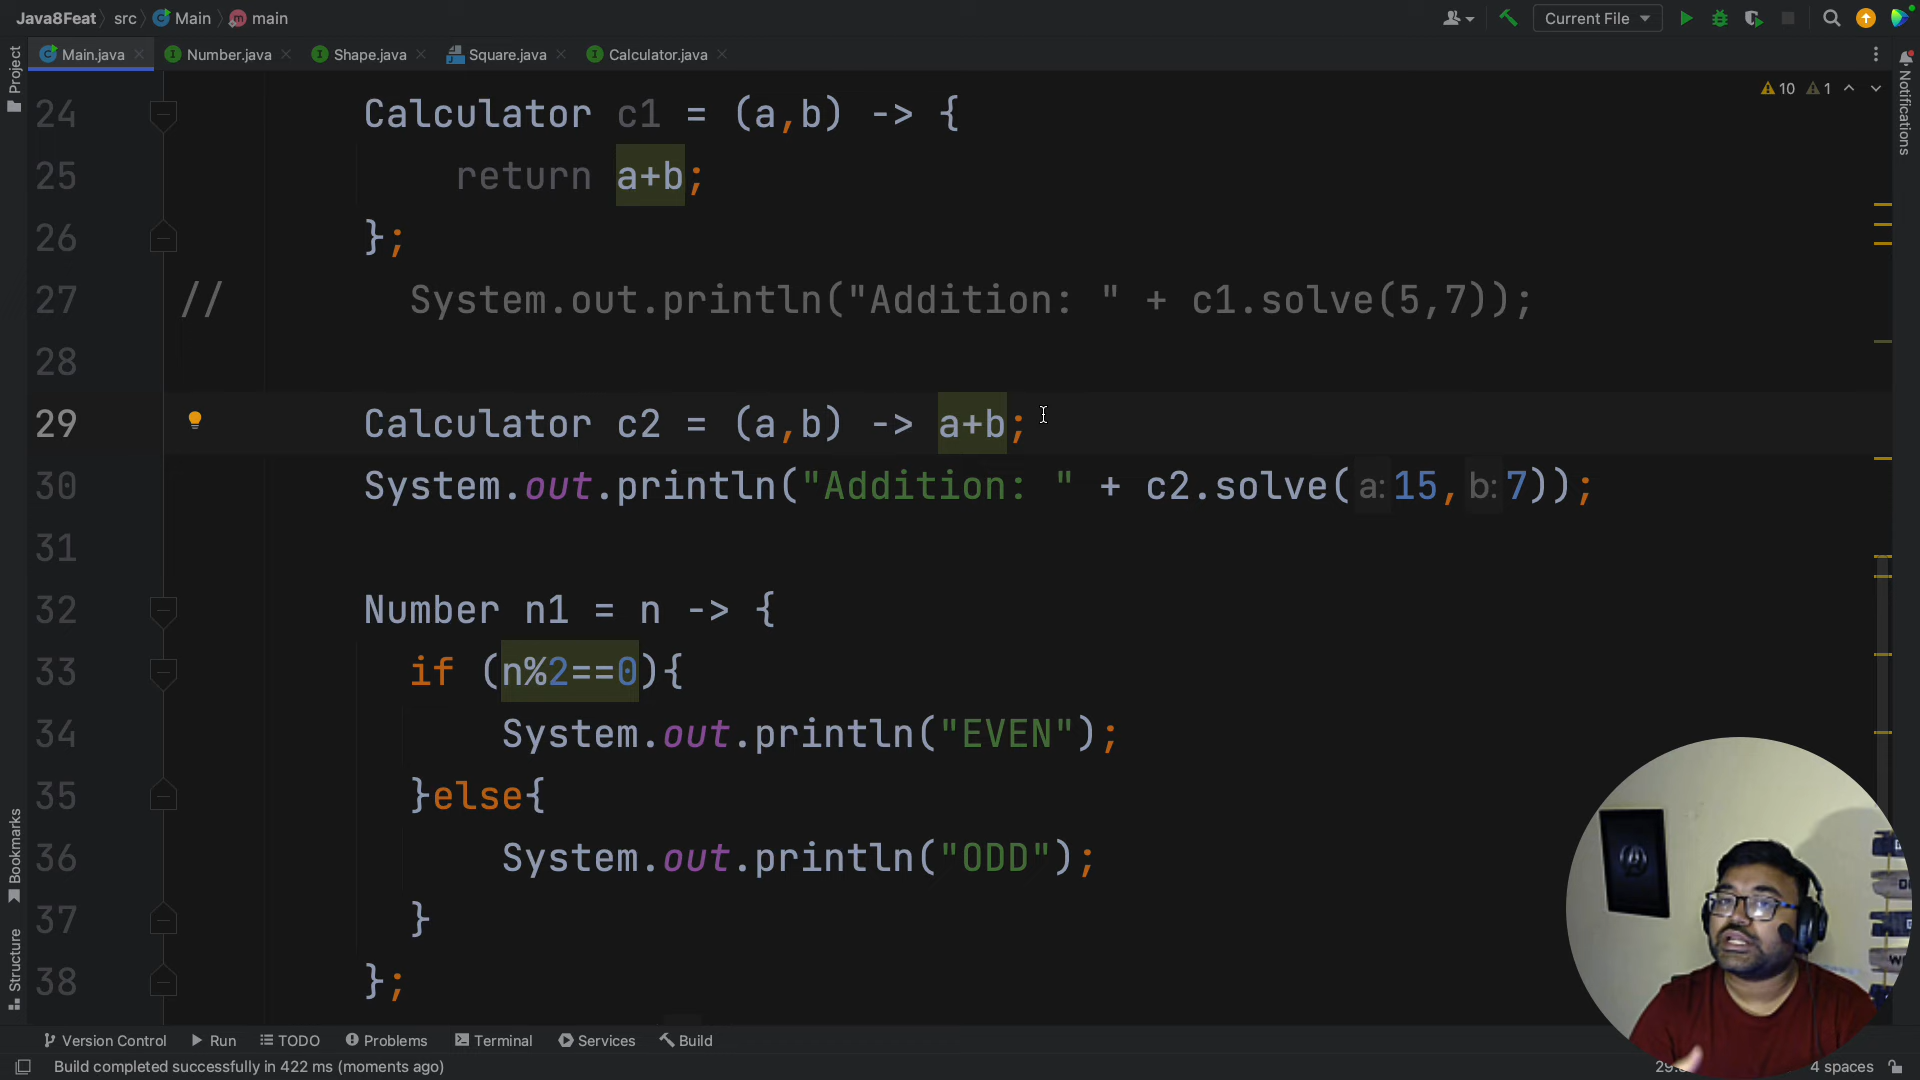 Java8Feat src Main main Current File
Project
Main.java Number.java Shape.java Square.java Calculator.java
Notifications
10 1
24 Calculator c1 = (a,b) -> {
25 return a+b;
26 };
27 // System.out.println("Addition: " + c1.solve(5,7));
28
29 Calculator c2 = (a,b) -> a+b;
30 System.out.println("Addition: " + c2.solve( a: 15, b: 7));
31
32 Number n1 = n -> {
33 if (n%2==0){
34 System.out.println("EVEN");
35 }else{
36 System.out.println("ODD");
37 }
38 };
Bookmarks
Structure
Version Control Run TODO Problems Terminal Services Build
Build completed successfully in 422 ms (moments ago) 4 spaces